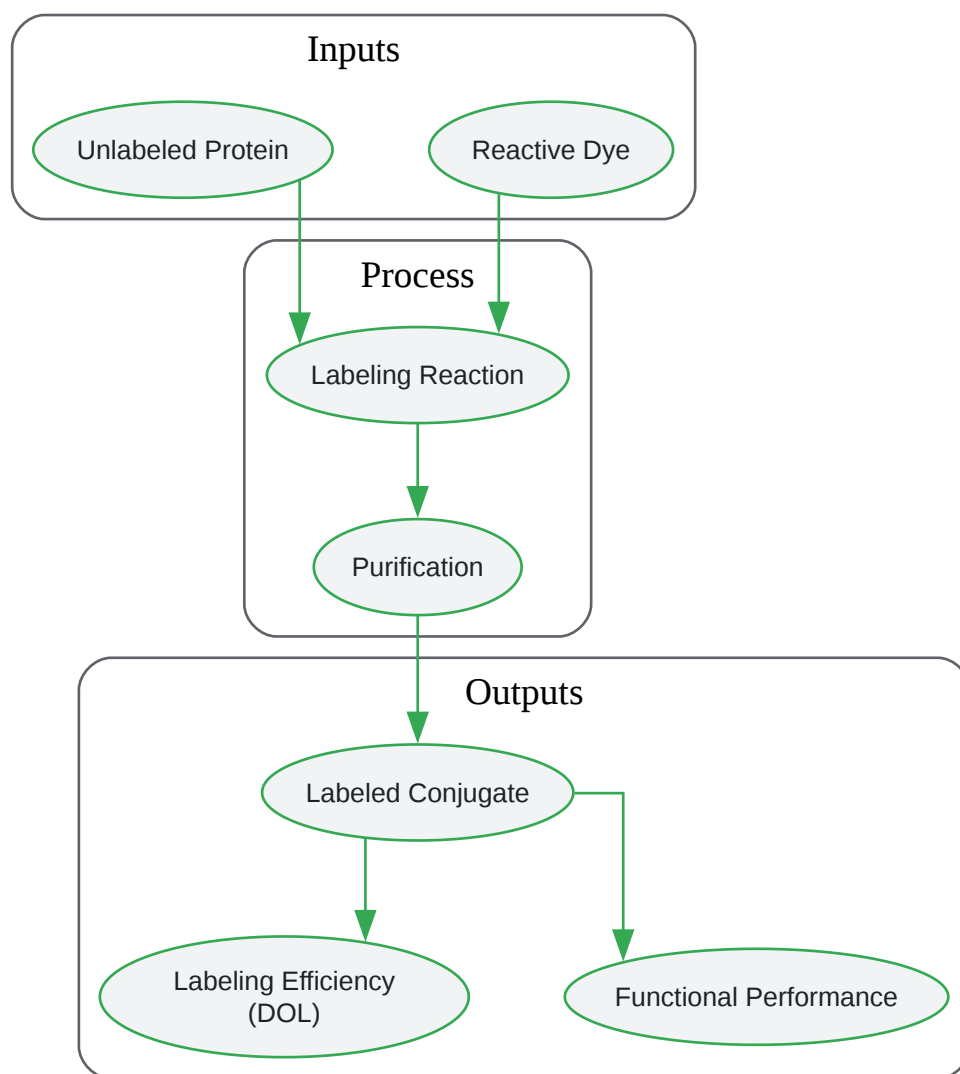 Inputs
Unlabeled Protein
Reactive Dye
Process
Labeling Reaction
Purification
Outputs
Labeled Conjugate
Labeling Efficiency
(DOL)
Functional Performance